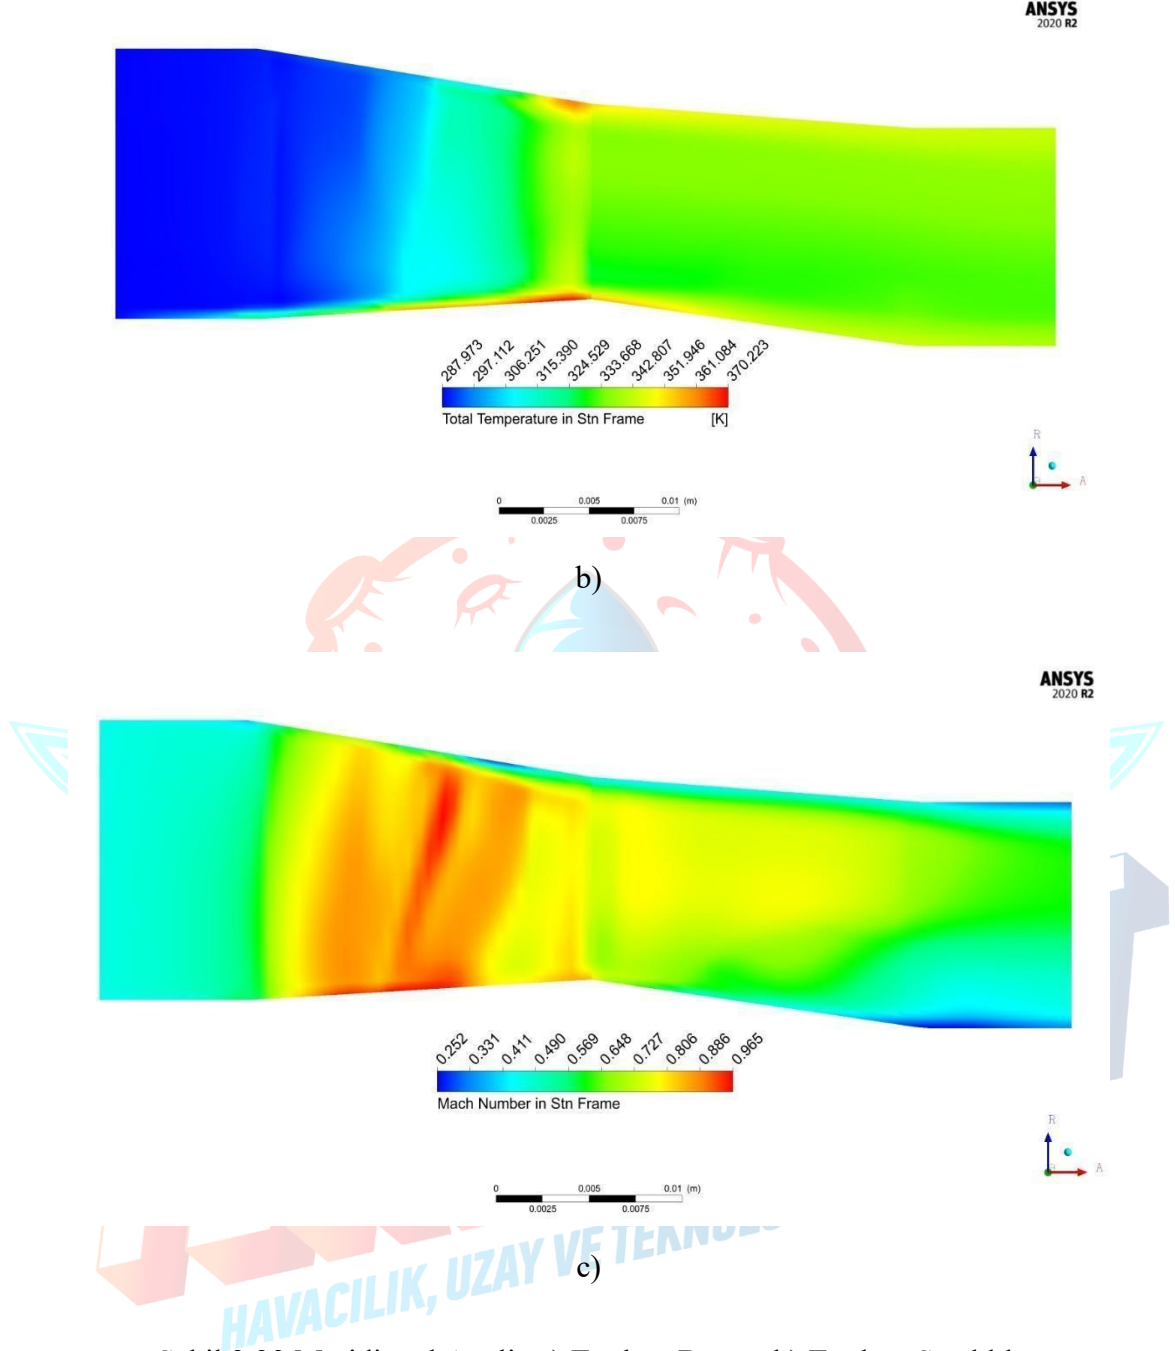 ANSYS
2020 R2
287.973
297.112
306.251
315.390
324.529
333.668
342.807
351.946
361.084
370.223
Total Temperature in Stn Frame [K]
R
A
0 0.005 0.01 (m)
0.0025 0.0075
b)
ANSYS
2020 R2
0.252
0.331
0.411
0.490
0.569
0.648
0.727
0.806
0.886
0.965
Mach Number in Stn Frame
R
A
0 0.005 0.01 (m)
0.0025 0.0075
c)
HAVACILIK, UZAY VE